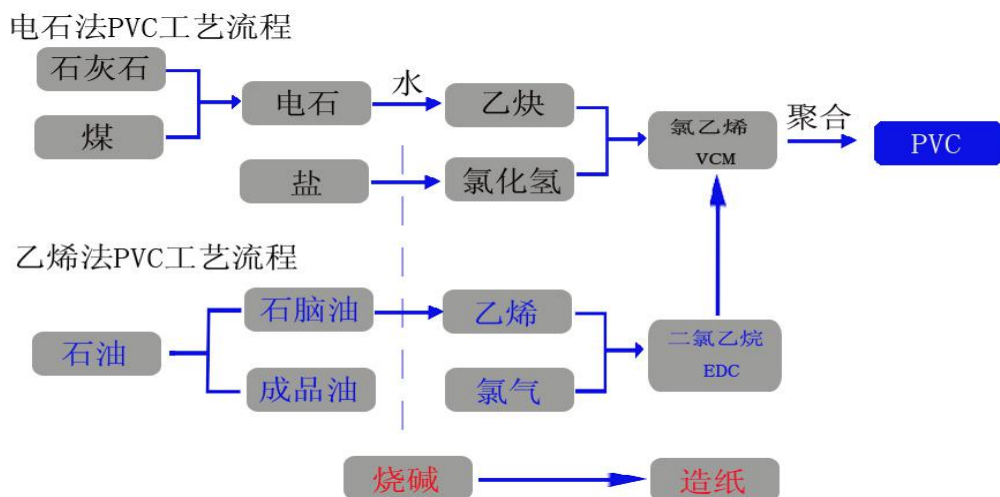 电石法PVC工艺流程
石灰石
煤
电石
水
乙炔
盐
氯化氢
氯乙烯
VCM
聚合
PVC
乙烯法PVC工艺流程
石油
石脑油
成品油
乙烯
氯气
二氯乙烷
EDC
烧碱
造纸